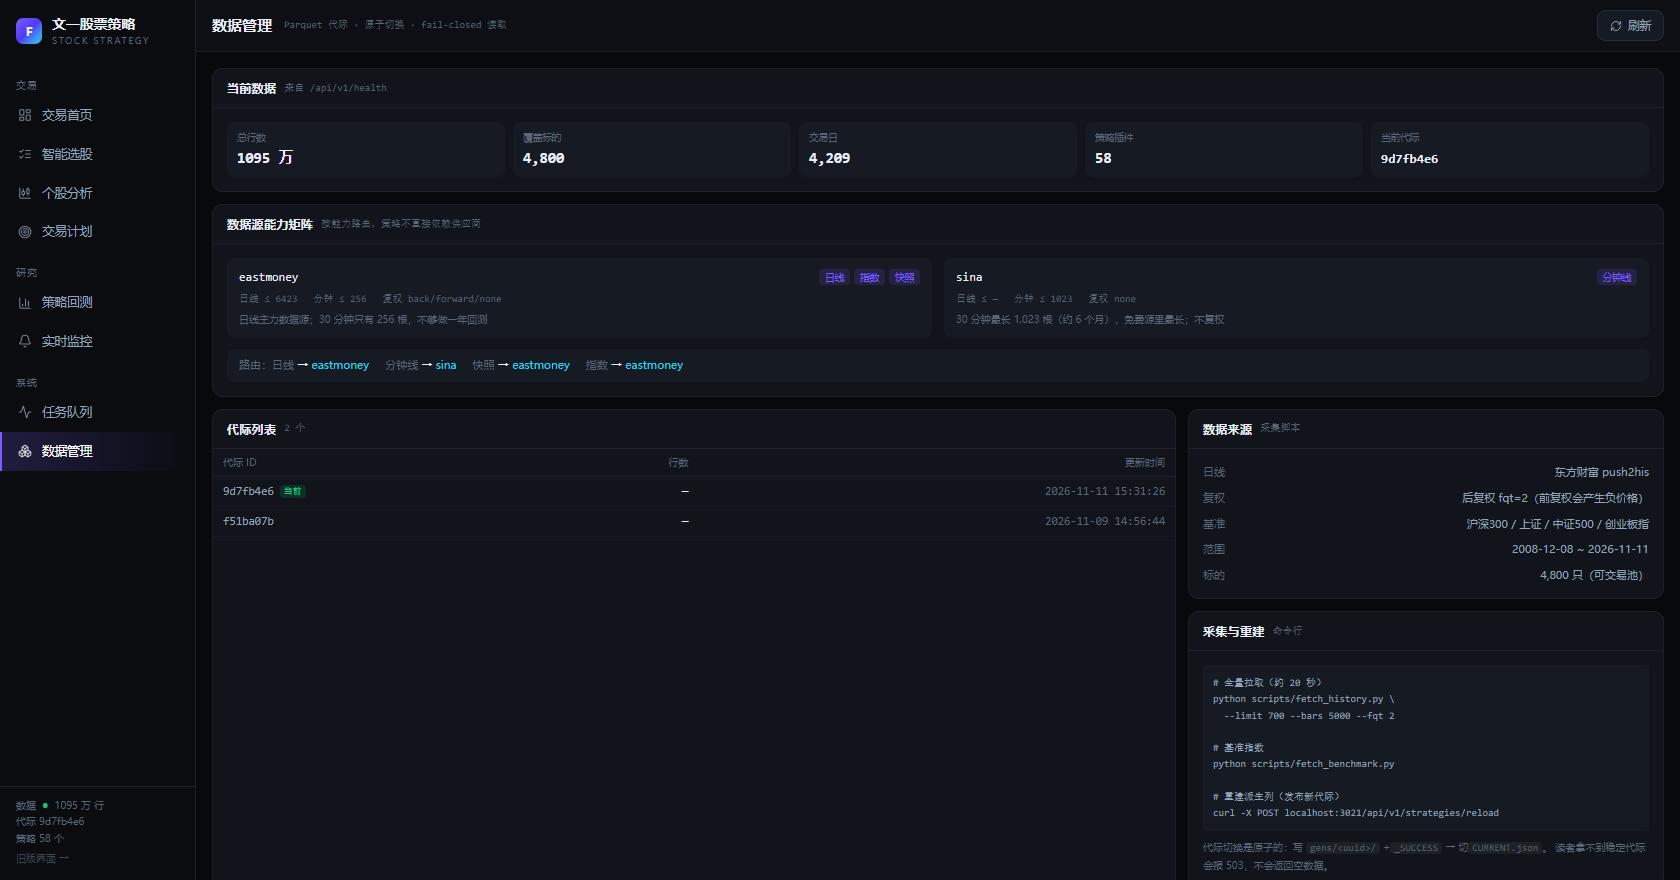 F
文一股票策略
STOCK STRATEGY
交易
交易首页
智能选股
个股分析
交易计划
研究
策略回测
实时监控
系统
任务队列
数据管理
数据 1095 万 行
代际 9d7fb4e6
策略 58 个
旧版界面 →
数据管理 Parquet 代际 · 原子切换 · fail-closed 读取
刷新
当前数据 来自 /api/v1/health
总行数
1095 万
覆盖标的
4,800
交易日
4,209
策略插件
58
当前代际
9d7fb4e6
数据源能力矩阵 按能力路由，策略不直接依赖供应商
eastmoney 日线 指数 快照
日线 ≤ 6423 分钟 ≤ 256 复权 back/forward/none
日线主力数据源；30 分钟只有 256 根，不够做一年回测
sina 分钟线
日线 ≤ — 分钟 ≤ 1023 复权 none
30 分钟最长 1,023 根（约 6 个月），免费源里最长；不复权
路由： 日线 → eastmoney 分钟线 → sina 快照 → eastmoney 指数 → eastmoney
代际列表 2 个
代际 ID 行数 更新时间
9d7fb4e6 当前 — 2026-11-11 15:31:26
f51ba07b — 2026-11-09 14:56:44
数据来源 采集脚本
日线 东方财富 push2his
复权 后复权 fqt=2（前复权会产生负价格）
基准 沪深300 / 上证 / 中证500 / 创业板指
范围 2008-12-08 ~ 2026-11-11
标的 4,800 只（可交易池）
采集与重建 命令行
# 全量拉取（约 20 秒）
python scripts/fetch_history.py \
--limit 700 --bars 5000 --fqt 2
# 基准指数
python scripts/fetch_benchmark.py
# 重建派生列（发布新代际）
curl -X POST localhost:3021/api/v1/strategies/reload
代际切换是原子的：写 gens/<uuid>/ + _SUCCESS → 切 CURRENT.json 。 读者拿不到稳定代际
会报 503，不会返回空数据。